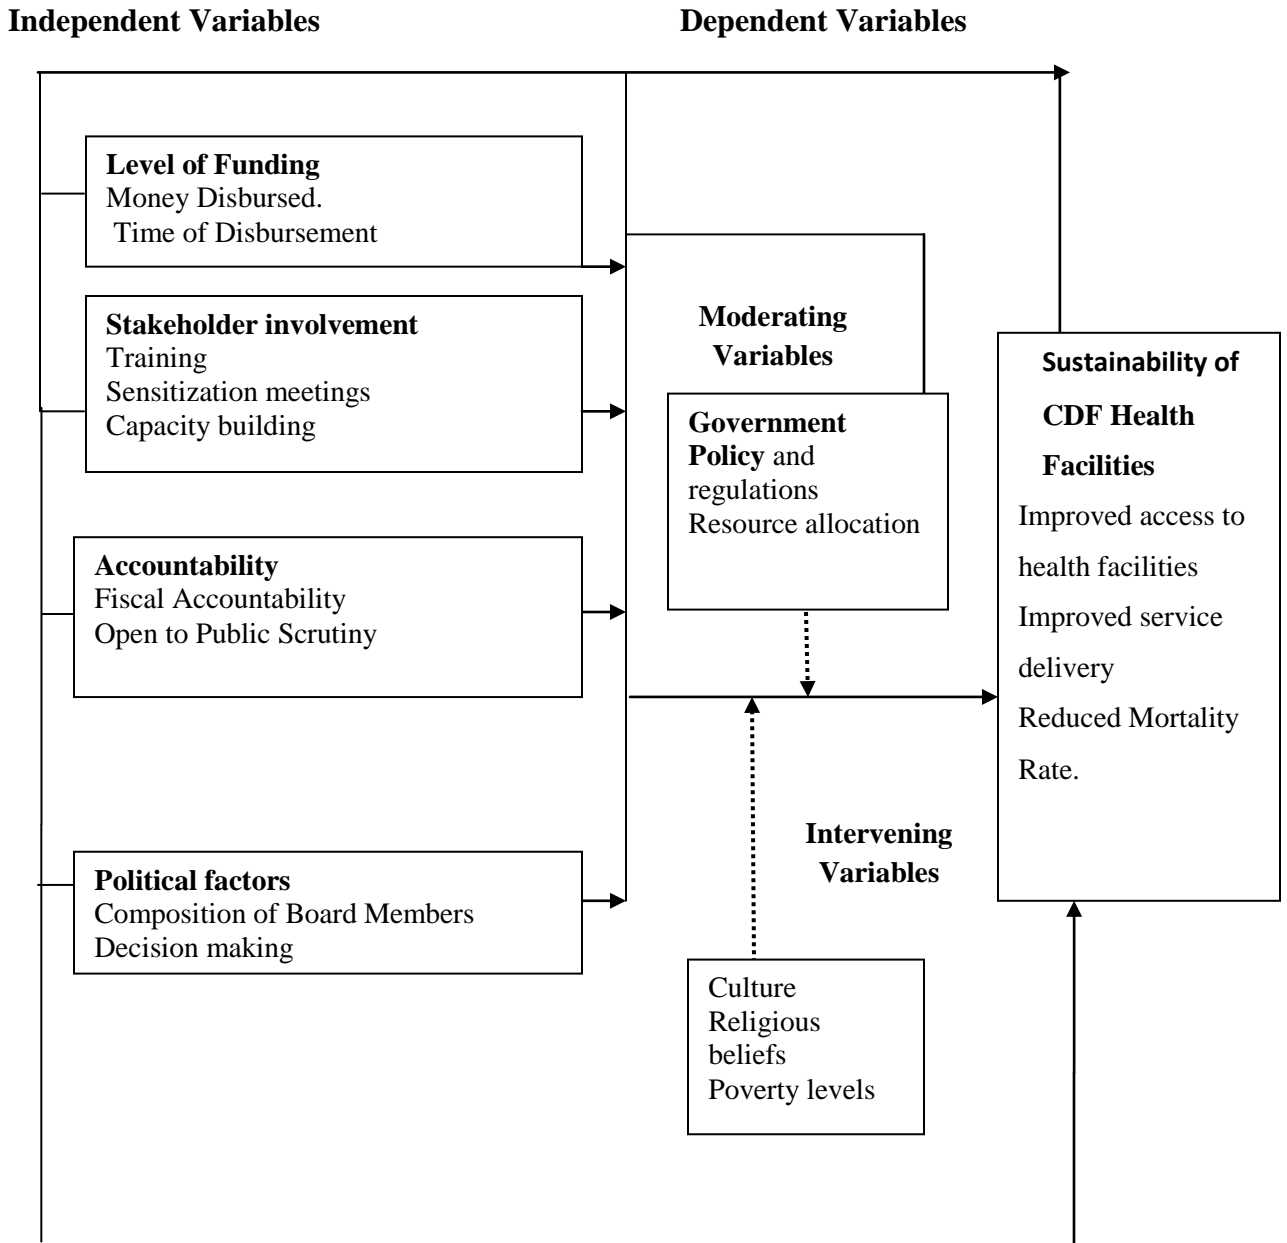 Independent Variables
Dependent Variables
Level of Funding
Money Disbursed.
Time of Disbursement
Stakeholder involvement
Training
Sensitization meetings
Capacity building
Accountability
Fiscal Accountability
Open to Public Scrutiny
Political factors
Composition of Board Members
Decision making
Moderating
Variables
Government
Policy and
regulations
Resource allocation
Intervening
Variables
Culture
Religious
beliefs
Poverty levels
Sustainability of
CDF Health
Facilities
Improved access to
health facilities
Improved service
delivery
Reduced Mortality
Rate.